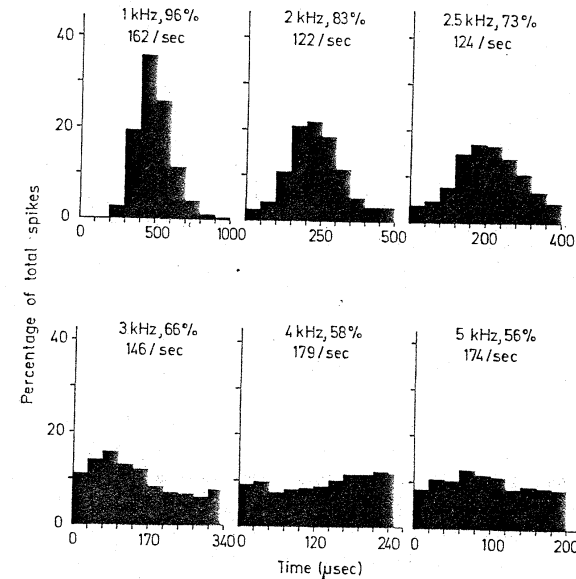 1 kHz, 96%
162/sec
2 kHz, 83%
122/sec
2.5 kHz, 73%
124/sec
40
20
0
0
500
1000
250
500
200
400
Percentage of total spikes
3 kHz, 66%
146/sec
4 kHz, 58%
179/sec
5 kHz, 56%
174/sec
40
20
0
0
170
340
0
120
240
0
100
200
Time (µsec)